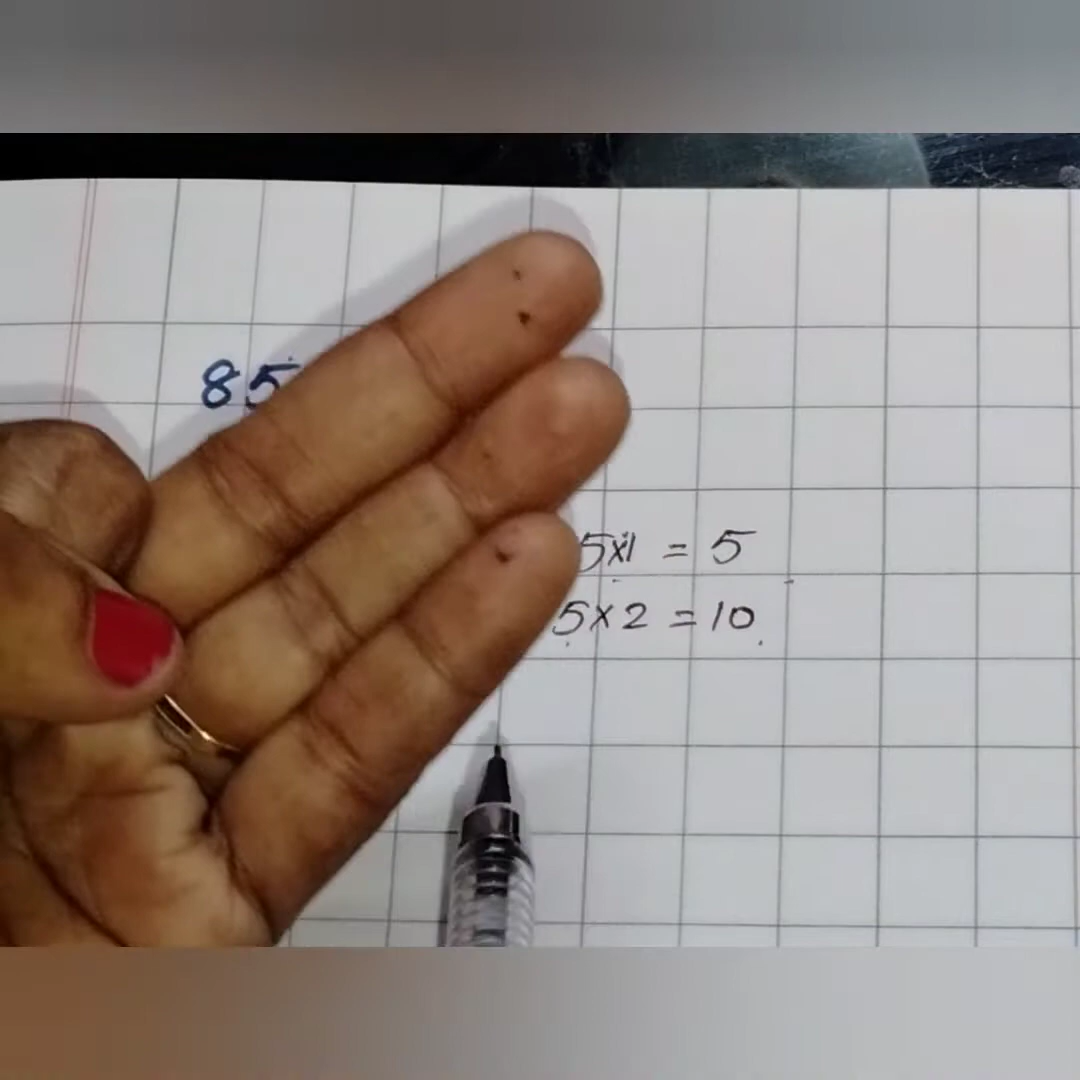 85
5x1 = 5
5x2 = 10